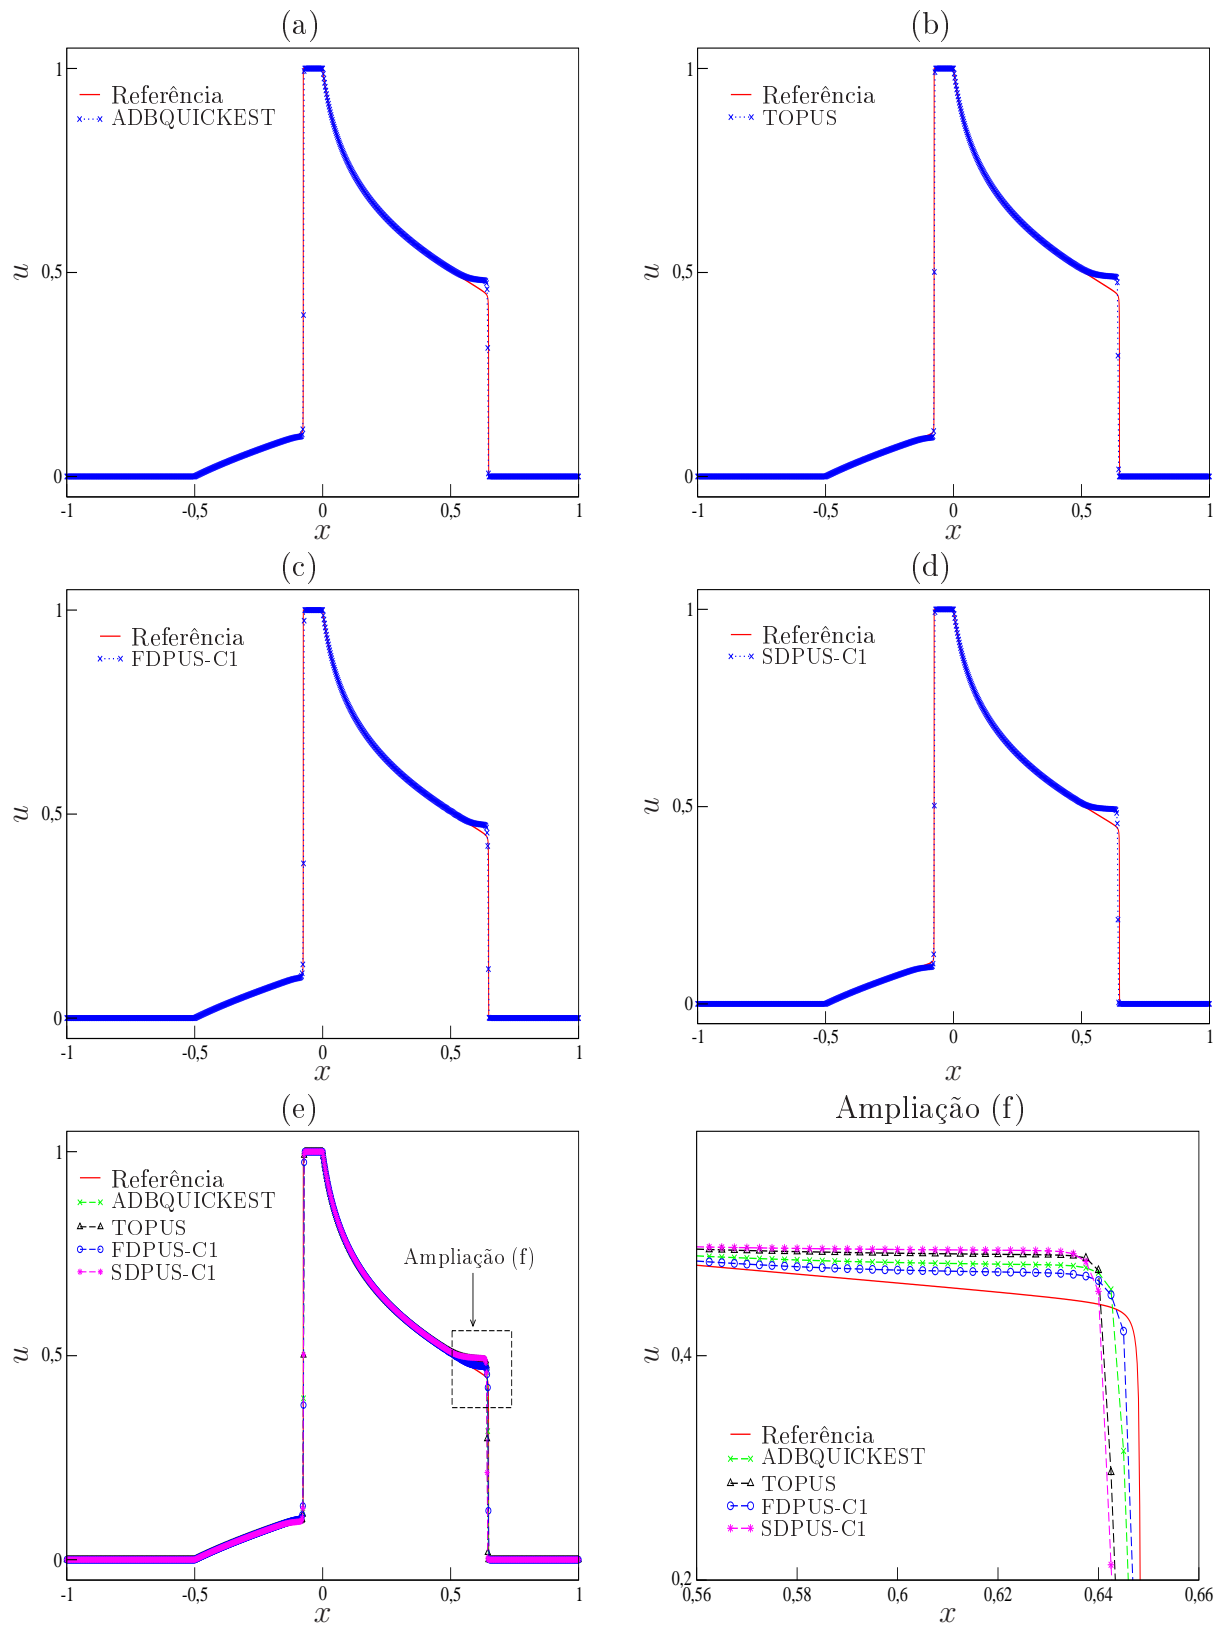 (a)
1
Referência
ADBQUICKEST
u
0,5
0
-1
-0,5
0
0,5
1
x
(b)
1
Referência
TOPUS
u
0,5
0
-1
-0,5
0
0,5
1
x
(c)
1
Referência
FDPUS-C1
u
0,5
0
-1
-0,5
0
0,5
1
x
(d)
1
Referência
SDPUS-C1
u
0,5
0
-1
-0,5
0
0,5
1
x
(e)
1
Referência
ADBQUICKEST
TOPUS
FDPUS-C1
SDPUS-C1
Ampliação (f)
u
0,5
0
-1
-0,5
0
0,5
1
x
Ampliação (f)
u
0,4
Referência
ADBQUICKEST
TOPUS
FDPUS-C1
SDPUS-C1
0,2
0,56
0,58
0,6
0,62
0,64
0,66
x